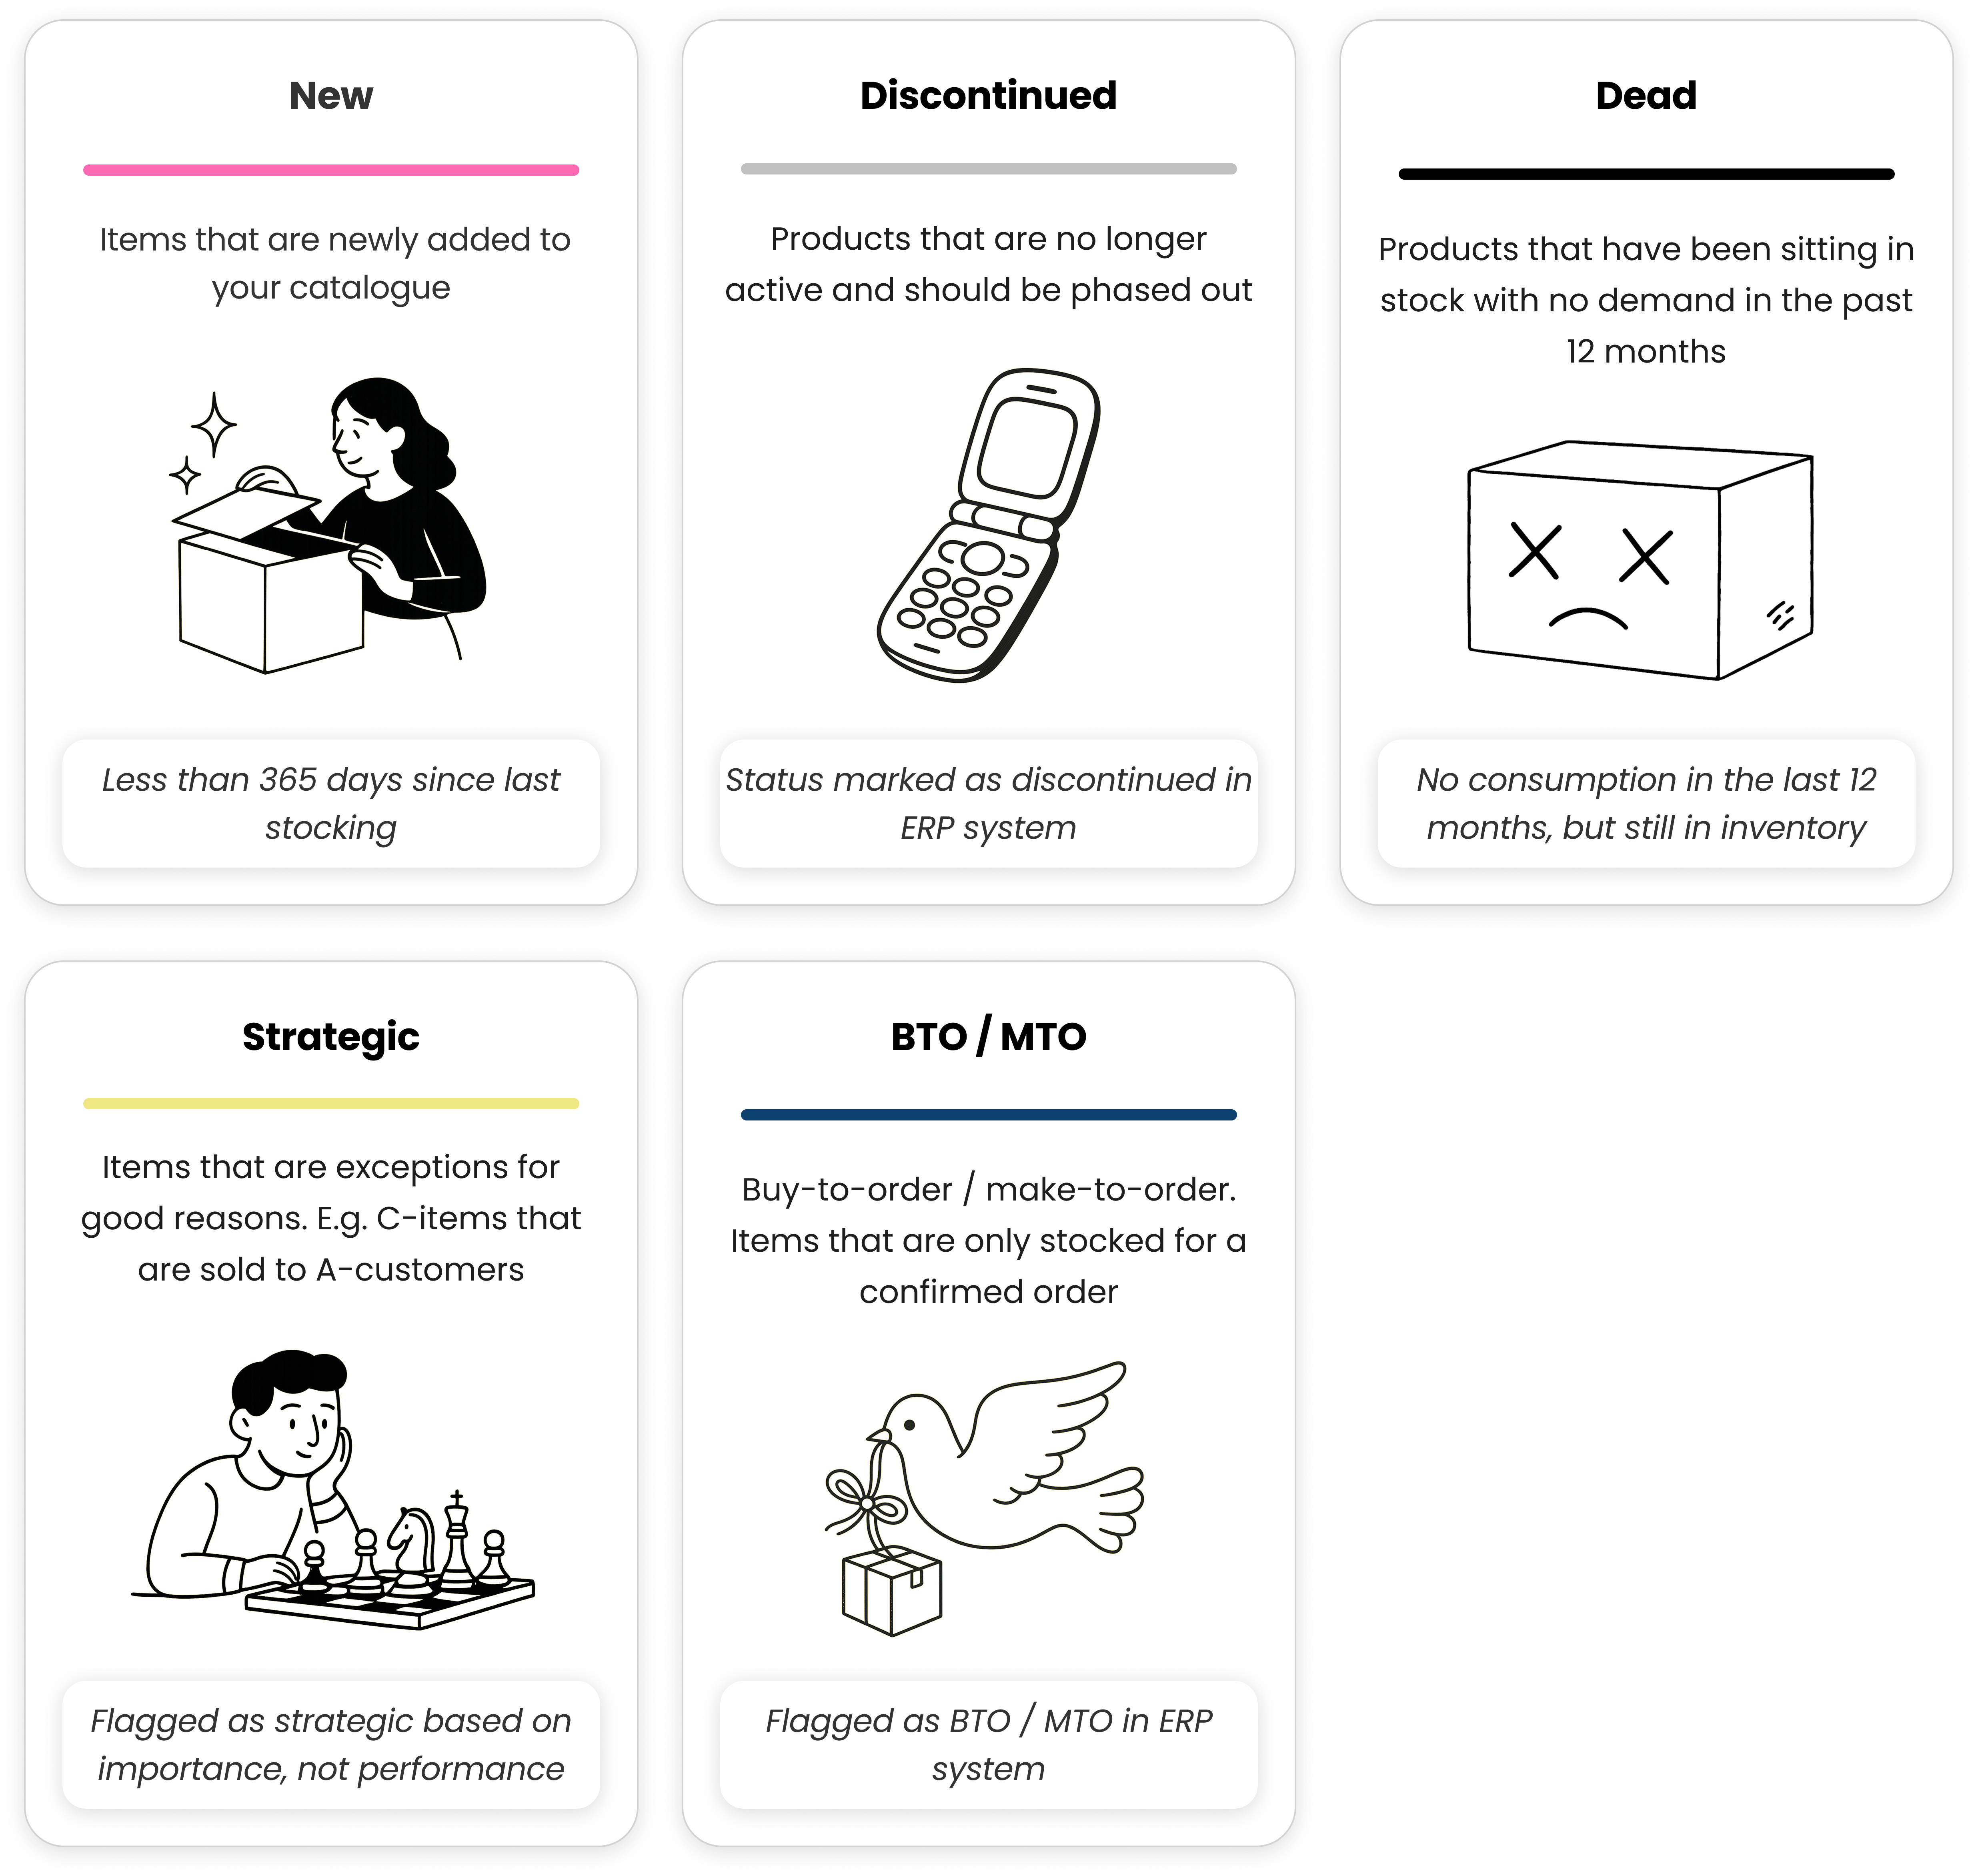 New
Items that are newly added to
your catalogue
Less than 365 days since last
stocking
Discontinued
Products that are no longer
active and should be phased out
Status marked as discontinued in
ERP system
Dead
Products that have been sitting in
stock with no demand in the past
12 months
No consumption in the last 12
months, but still in inventory
Strategic
Items that are exceptions for
good reasons. E.g. C-items that
are sold to A-customers
Flagged as strategic based on
importance, not performance
BTO / MTO
Buy-to-order / make-to-order.
Items that are only stocked for a
confirmed order
Flagged as BTO / MTO in ERP
system